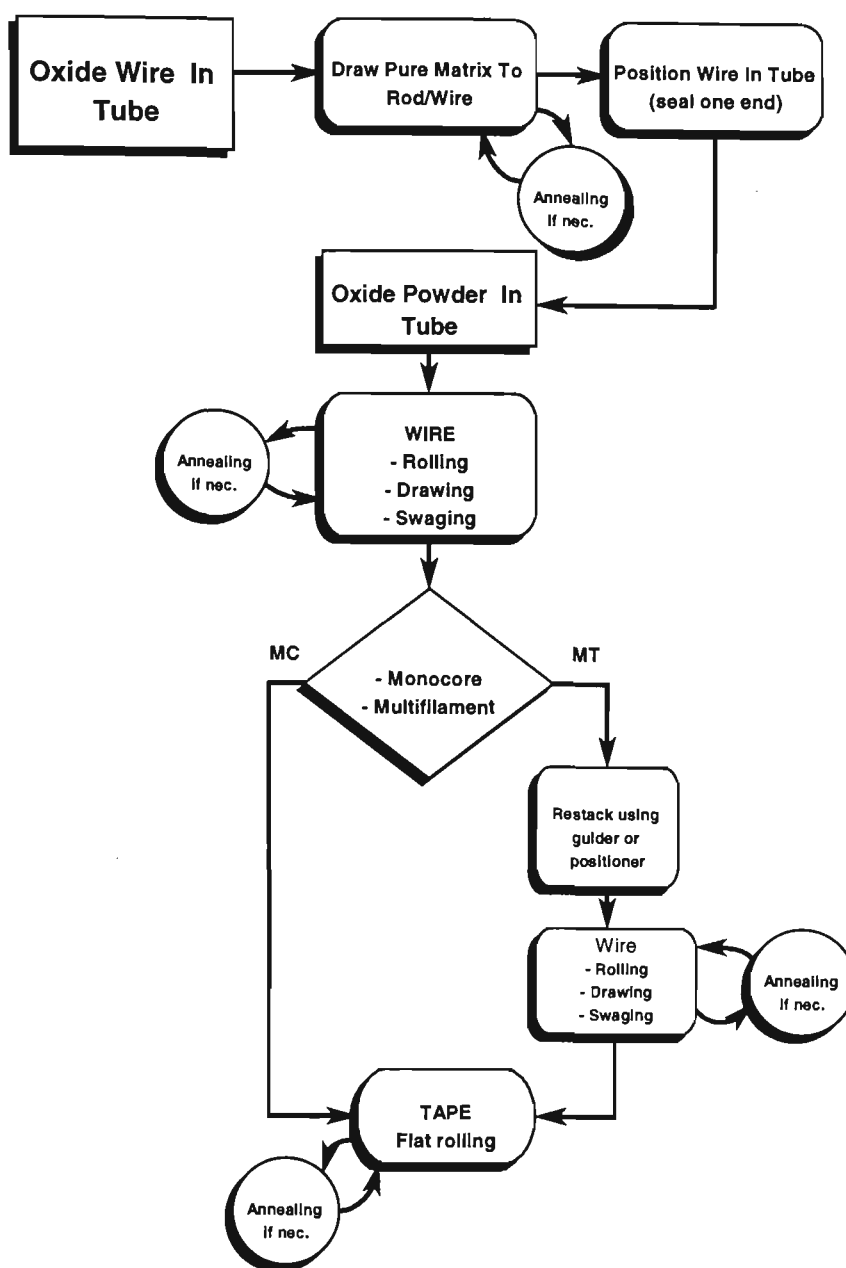 Oxide Wire In
Tube
Draw Pure Matrix To
Rod/Wire
Position Wire In Tube
(seal one end)
Annealing
if nec.
Oxide Powder In
Tube
Annealing
if nec.
WIRE
- Rolling
- Drawing
- Swaging
MC
MT
- Monocore
- Multifilament
Restack using
guider or
positioner
Wire
- Rolling
- Drawing
- Swaging
Annealing
if nec.
TAPE
Flat rolling
Annealing
if nec.